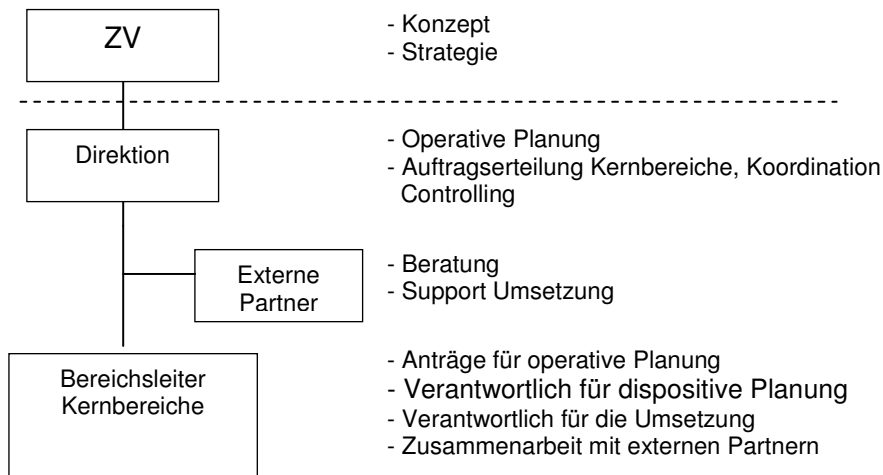 ZV
- Konzept
- Strategie
Direktion
- Operative Planung
- Auftragserteilung Kernbereiche, Koordination
Controlling
Externe
Partner
- Beratung
- Support Umsetzung
Bereichsleiter
Kernbereiche
- Anträge für operative Planung
- Verantwortlich für dispositive Planung
- Verantwortlich für die Umsetzung
- Zusammenarbeit mit externen Partnern